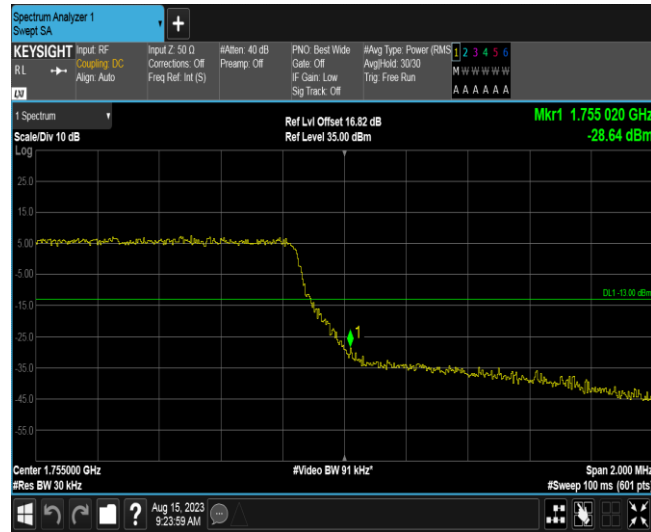 Spectrum Analyzer 1
Swept SA
+
KEYSIGHT Input: RF Input Z: 50 Ω #Atten: 40 dB PNO: Best Wide #Avg Type: Power (RMS 1 2 3 4 5 6
RL Coupling: DC Corrections: Off Preamp: Off Gate: Off Avg|Hold: 30/30 M W W W W W
Align: Auto Freq Ref: Int (S) IF Gain: Low Trig: Free Run
LXI Sig Track: Off A A A A A A
1 Spectrum Ref Lvl Offset 16.82 dB Mkr1 1.755 020 GHz
Scale/Div 10 dB Ref Level 35.00 dBm -28.64 dBm
Log
25.0
15.0
5.00
-5.00
DL1 -13.00 dBm
-15.0
1
-25.0
-35.0
-45.0
-55.0
Center 1.755000 GHz #Video BW 91 kHz* Span 2.000 MHz
#Res BW 30 kHz #Sweep 100 ms (601 pts)
? Aug 15, 2023
9:23:59 AM